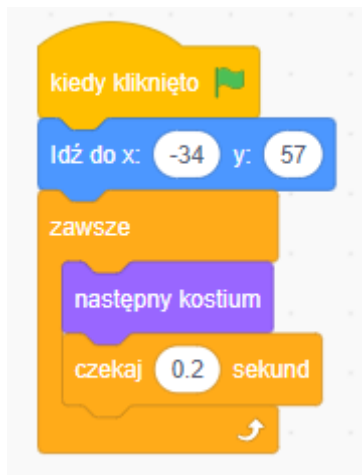 kiedy kliknięto
Idź do x: -34 y: 57
zawsze
następny kostium
czekaj 0.2 sekund